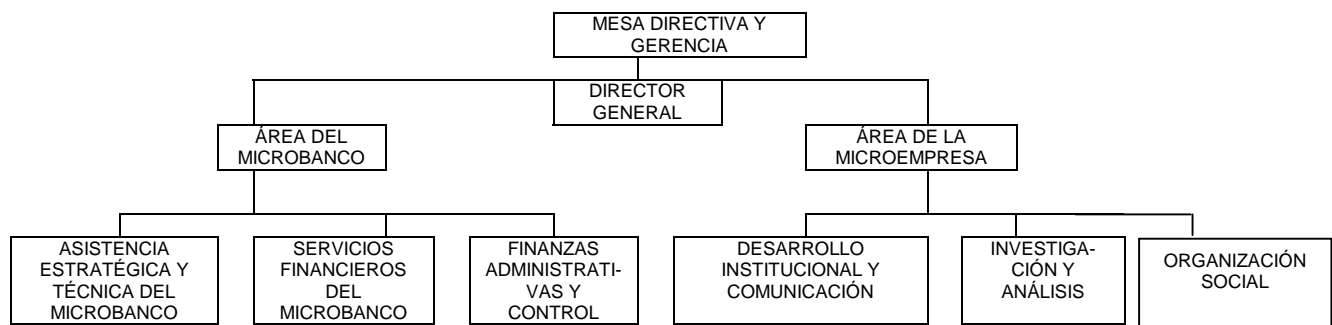 MESA DIRECTIVA Y
GERENCIA
DIRECTOR
GENERAL
ÁREA DEL
MICROBANCO
ÁREA DE LA
MICROEMPRESA
ASISTENCIA
ESTRATÉGICA Y
TÉCNICA DEL
MICROBANCO
SERVICIOS
FINANCIEROS
DEL
MICROBANCO
FINANZAS
ADMINISTRATI-
VAS Y
CONTROL
DESARROLLO
INSTITUCIONAL Y
COMUNICACIÓN
INVESTIGA-
CIÓN Y
ANÁLISIS
ORGANIZACIÓN
SOCIAL